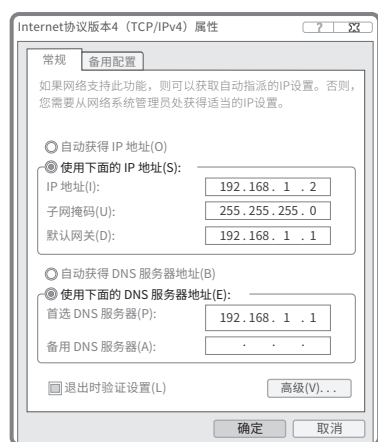 Internet协议版本4（TCP/IPv4）属性
常规 备用配置
如果网络支持此功能，则可以获取自动指派的IP设置。否则，
您需要从网络系统管理员处获得适当的IP设置。
自动获得 IP 地址(O)
使用下面的 IP 地址(S):
IP 地址(I): 192.168. 1 . 2
子网掩码(U): 255.255.255. 0
默认网关(D): 192.168. 1 . 1
自动获得 DNS 服务器地址(B)
使用下面的 DNS 服务器地址(E):
首选 DNS 服务器(P): 192.168. 1 . 1
备用 DNS 服务器(A): . . .
退出时验证设置(L) 高级(V)...
确定 取消